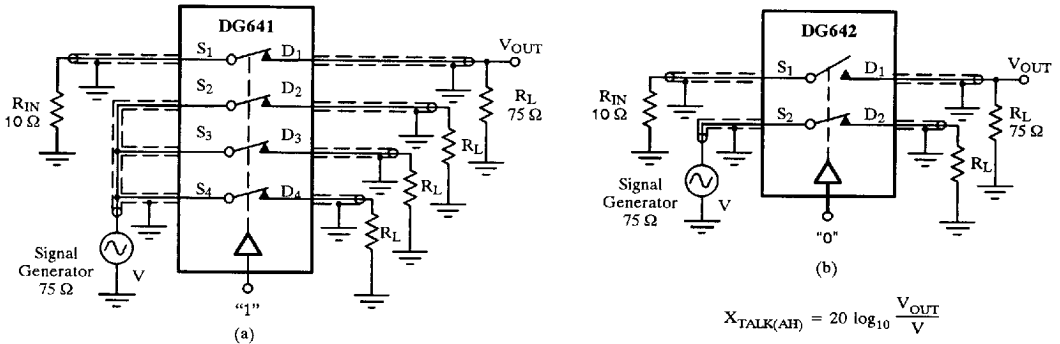 DG641
S1
D1
VOUT
RIN
10 Ω
S2
D2
RL
75 Ω
S3
D3
RL
S4
D4
RL
RL
Signal
Generator
75 Ω
V
"1"
(a)
DG642
S1
D1
VOUT
RIN
10 Ω
S2
D2
RL
75 Ω
RL
Signal
Generator
75 Ω
V
"0"
(b)
XTALK(AH) = 20 log10 VOUT/V